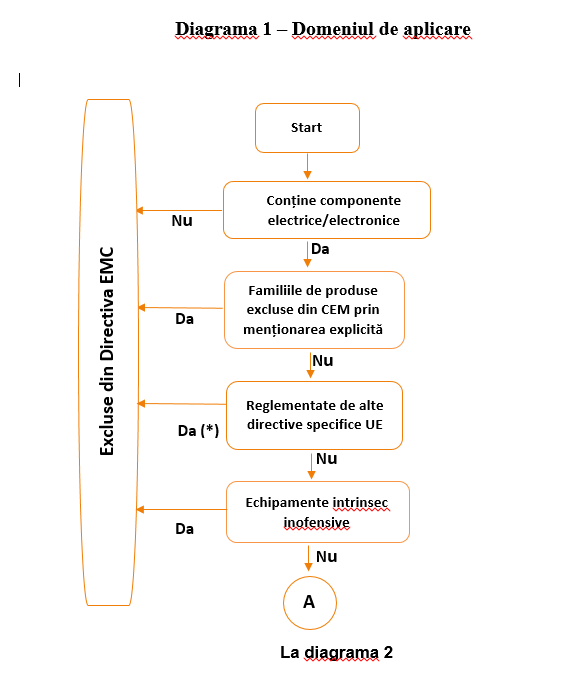 Diagrama 1 – Domeniul de aplicare
Start
Conține componente
electrice/electronice
Nu
Da
Familiile de produse
excluse din CEM prin
menționarea explicită
Da
Nu
Reglementate de alte
directive specifice UE
Da (*)
Nu
Echipamente intrinsec
inofensive
Da
Nu
A
La diagrama 2
Excluse din Directiva EMC